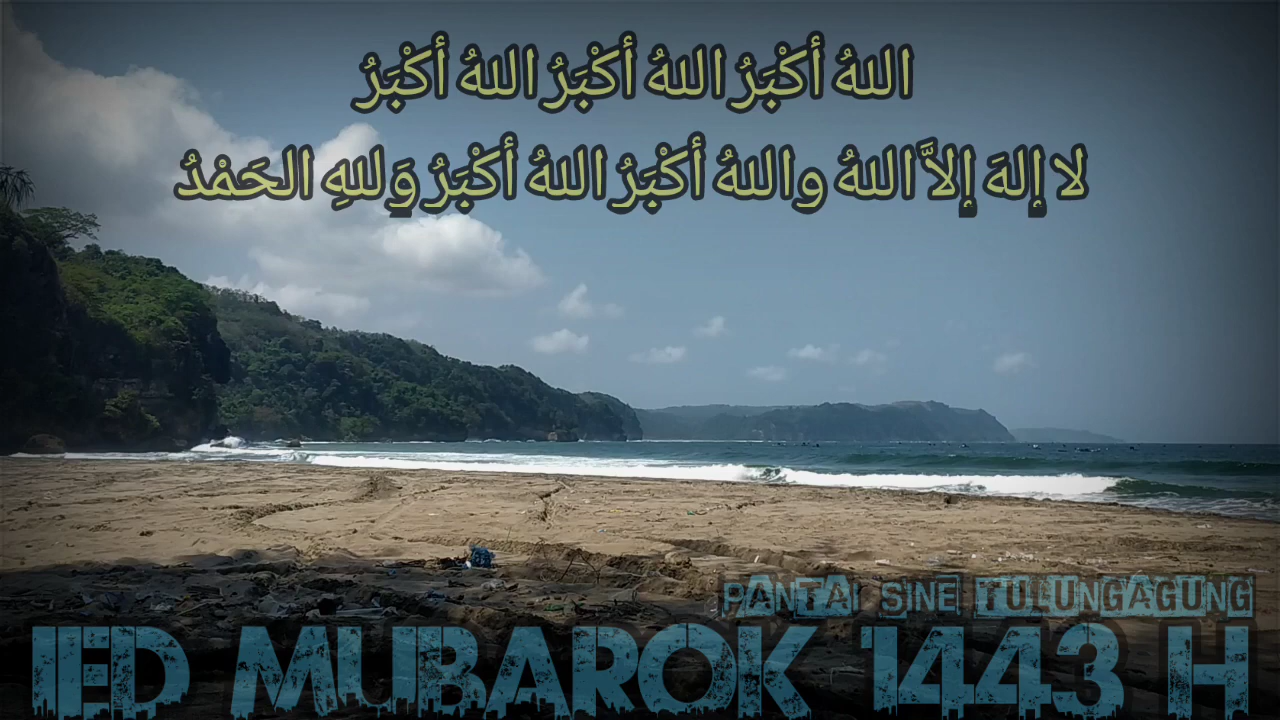 اللهُ أكْبَرُ اللهُ أكْبَرُ اللهُ أكْبَرُ
لا إلهَ إلاَّ اللهُ واللهُ أكْبَرُ اللهُ أكْبَرُ وَللهِ الحَمْدُ
PANTAI SINE TULUNGAGUNG
IED MUBAROK 1443 H